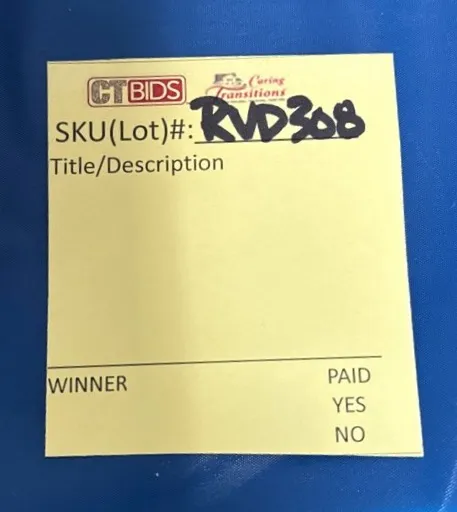 CTBIDS
Caring
Transitions
SKU(Lot)#: RVD308
Title/Description
WINNER
PAID
YES
NO